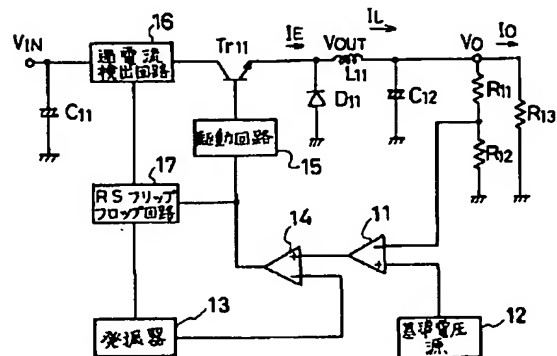 16
VIN
過電流
検出回路
Tr11
IE
IL
VOUT
L11
VO
IO
C11
D11
C12
R11
R13
駆動回路
15
R12
17
RSフリップ
フロップ回路
14
11
13
発振器
基準電圧
源
12